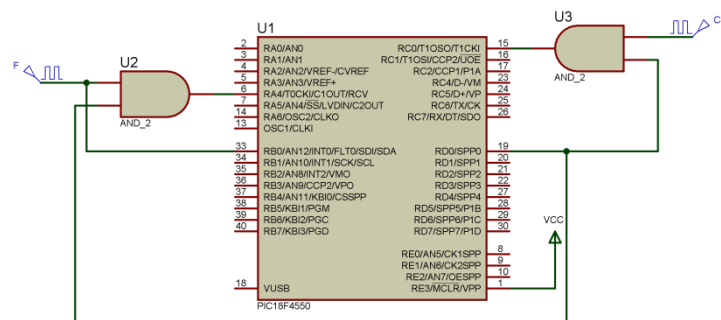 U1
U3
U2
F
C
AND_2
AND_2
2 RA0/AN0
3 RA1/AN1
4 RA2/AN2/VREF-/CVREF
5 RA3/AN3/VREF+
6 RA4/T0CKI/C1OUT/RCV
7 RA5/AN4/SS/LVDIN/C2OUT
14 RA6/OSC2/CLKO
13 OSC1/CLKI
33 RB0/AN12/INT0/FLT0/SDI/SDA
34 RB1/AN10/INT1/SCK/SCL
35 RB2/AN8/INT2/VMO
36 RB3/AN9/CCP2/VPO
37 RB4/AN11/KBI0/CSSPP
38 RB5/KBI1/PGM
39 RB6/KBI2/PGC
40 RB7/KBI3/PGD
18 VUSB
RC0/T1OSO/T1CKI 15
RC1/T1OSI/CCP2/UOE 16
RC2/CCP1/P1A 17
RC4/D-/VM 23
RC5/D+/VP 24
RC6/TX/CK 25
RC7/RX/DT/SDO 26
RD0/SPP0 19
RD1/SPP1 20
RD2/SPP2 21
RD3/SPP3 22
RD4/SPP4 27
RD5/SPP5/P1B 28
RD6/SPP6/P1C 29
RD7/SPP7/P1D 30
RE0/AN5/CK1SPP 8
RE1/AN6/CK2SPP 9
RE2/AN7/OESPP 10
RE3/MCLR/VPP 1
VCC
PIC18F4550